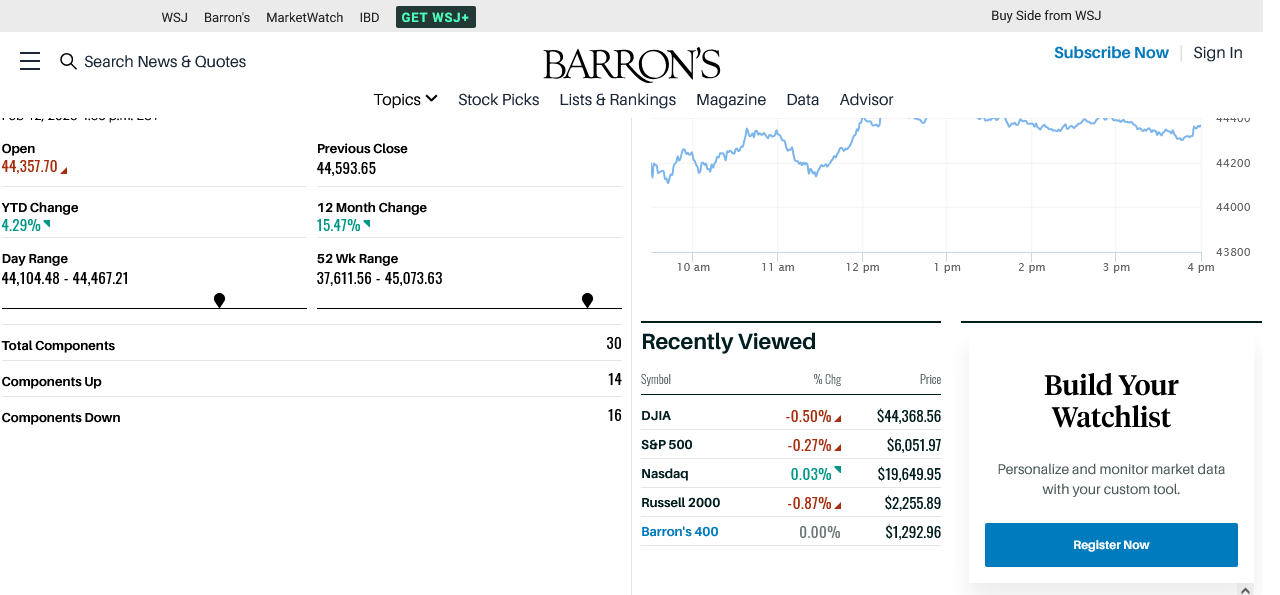 WSJ Barron's MarketWatch IBD GET WSJ+ Buy Side from WSJ
Search News & Quotes
BARRON'S
Subscribe Now | Sign In
Topics Stock Picks Lists & Rankings Magazine Data Advisor
Open
44,357.70
Previous Close
44,593.65
YTD Change
4.29%
12 Month Change
15.47%
Day Range
44,104.48 - 44,467.21
52 Wk Range
37,611.56 - 45,073.63
Total Components 30
Components Up 14
Components Down 16
44400
44200
44000
43800
10 am 11 am 12 pm 1 pm 2 pm 3 pm 4 pm
Recently Viewed
Symbol % Chg Price
DJIA -0.50% $44,368.56
S&P 500 -0.27% $6,051.97
Nasdaq 0.03% $19,649.95
Russell 2000 -0.87% $2,255.89
Barron's 400 0.00% $1,292.96
Build Your
Watchlist
Personalize and monitor market data
with your custom tool.
Register Now